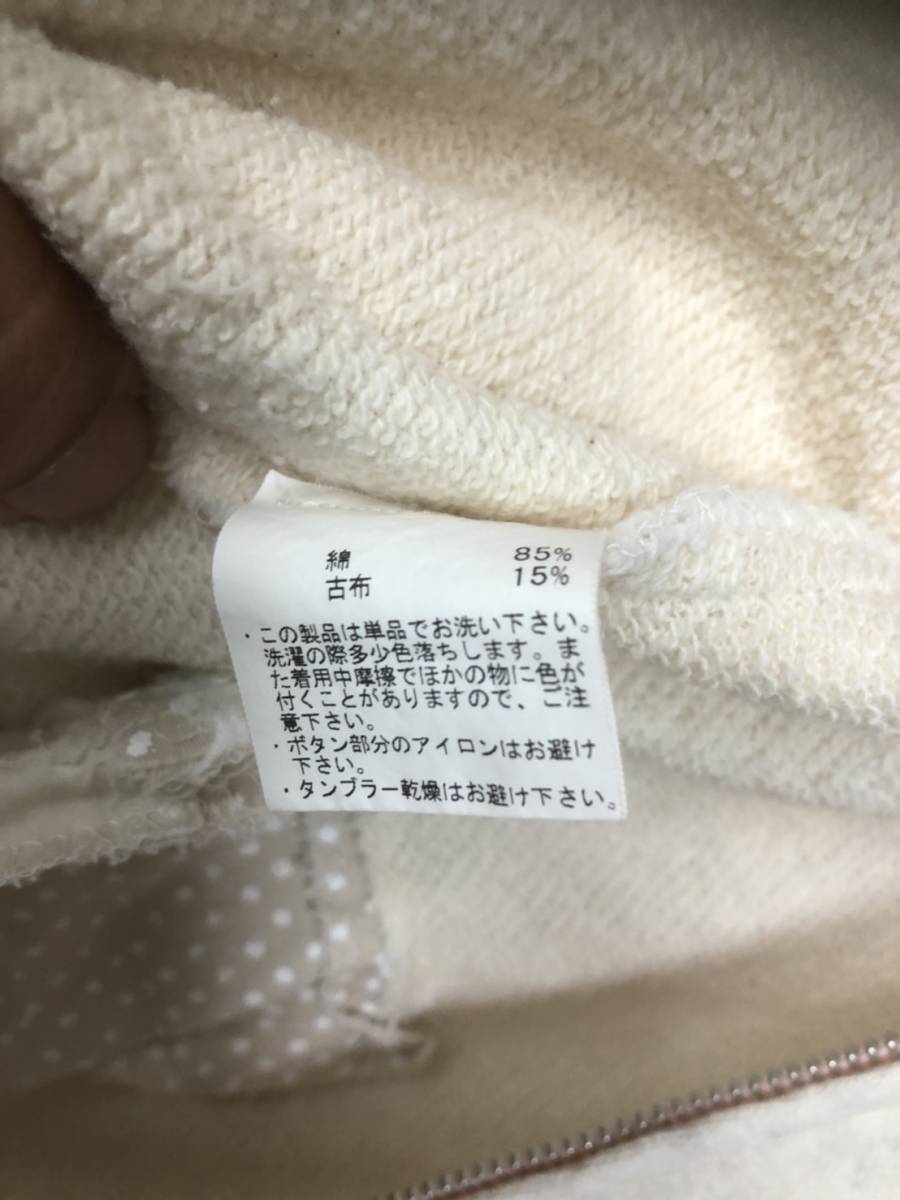 綿 85%
古布 15%
・この製品は単品でお洗い下さい。
洗濯の際多少色落ちします。ま
た着用中摩擦でほかの物に色が
付くことがありますので、ご注
意下さい。
・ボタン部分のアイロンはお避け
下さい。
・タンブラー乾燥はお避け下さい。